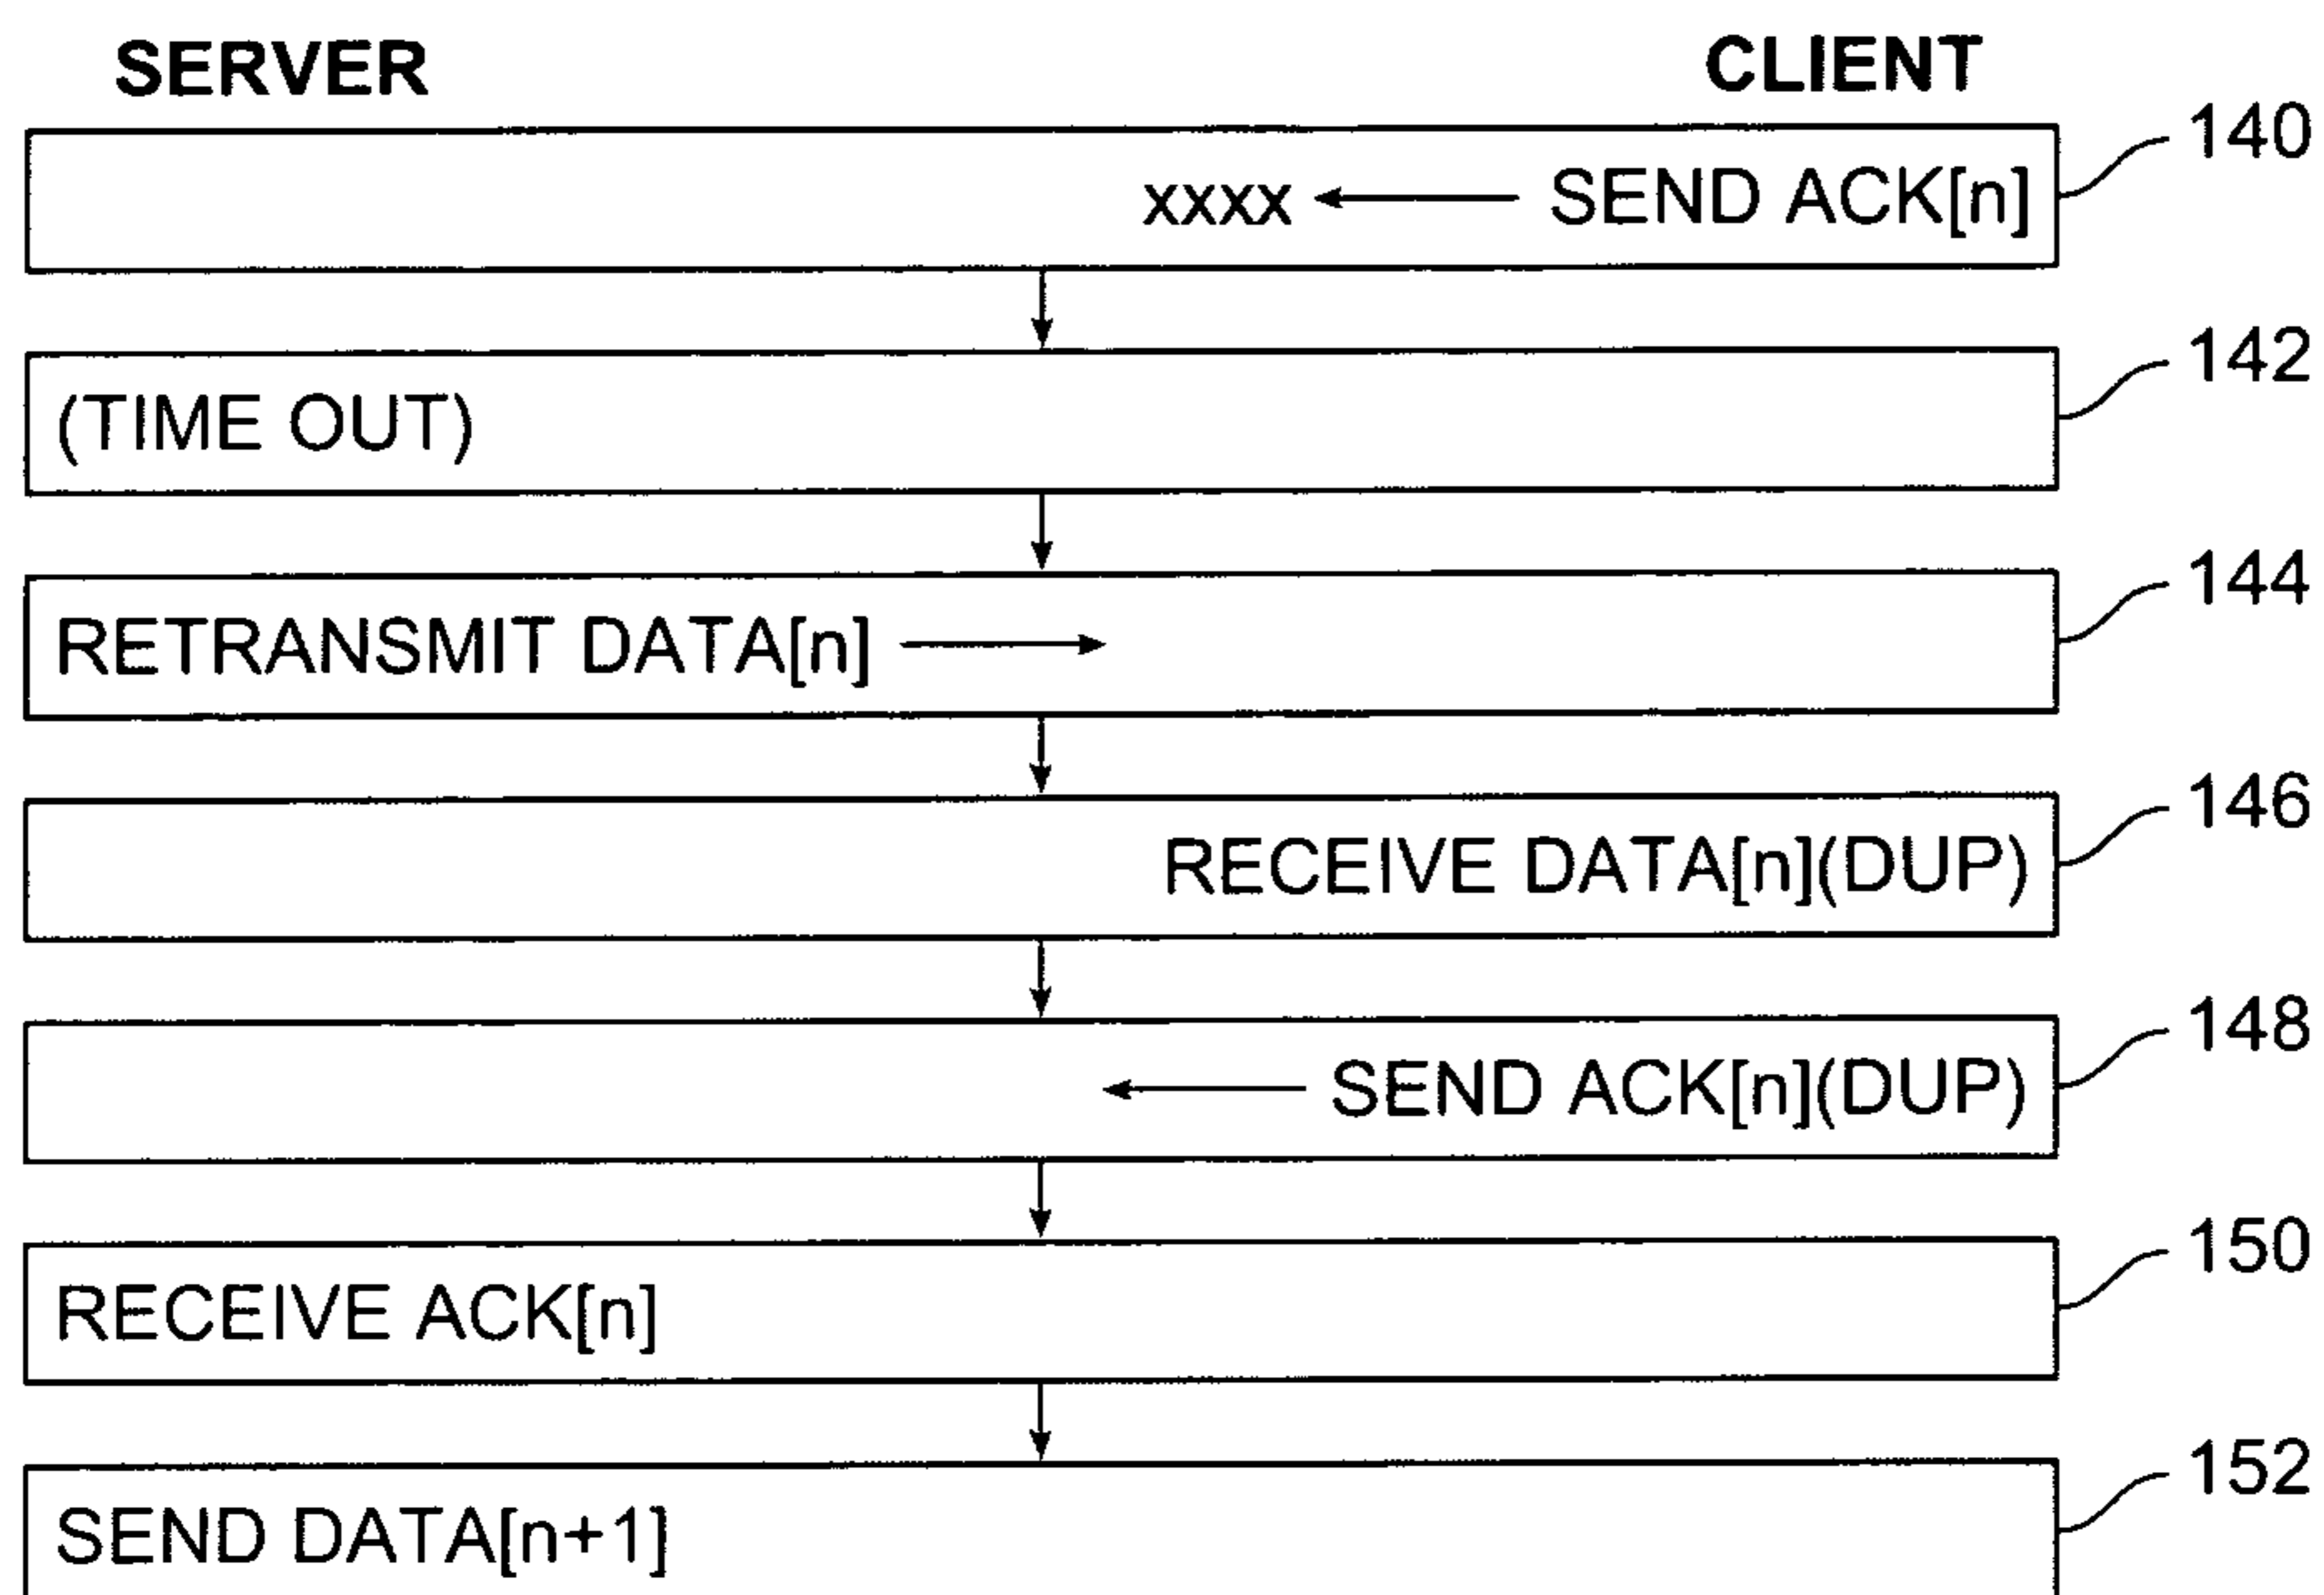 SERVER CLIENT
140
xxxx SEND ACK[n]
142
(TIME OUT)
144
RETRANSMIT DATA[n]
146
RECEIVE DATA[n](DUP)
148
SEND ACK[n](DUP)
150
RECEIVE ACK[n]
152
SEND DATA[n+1]